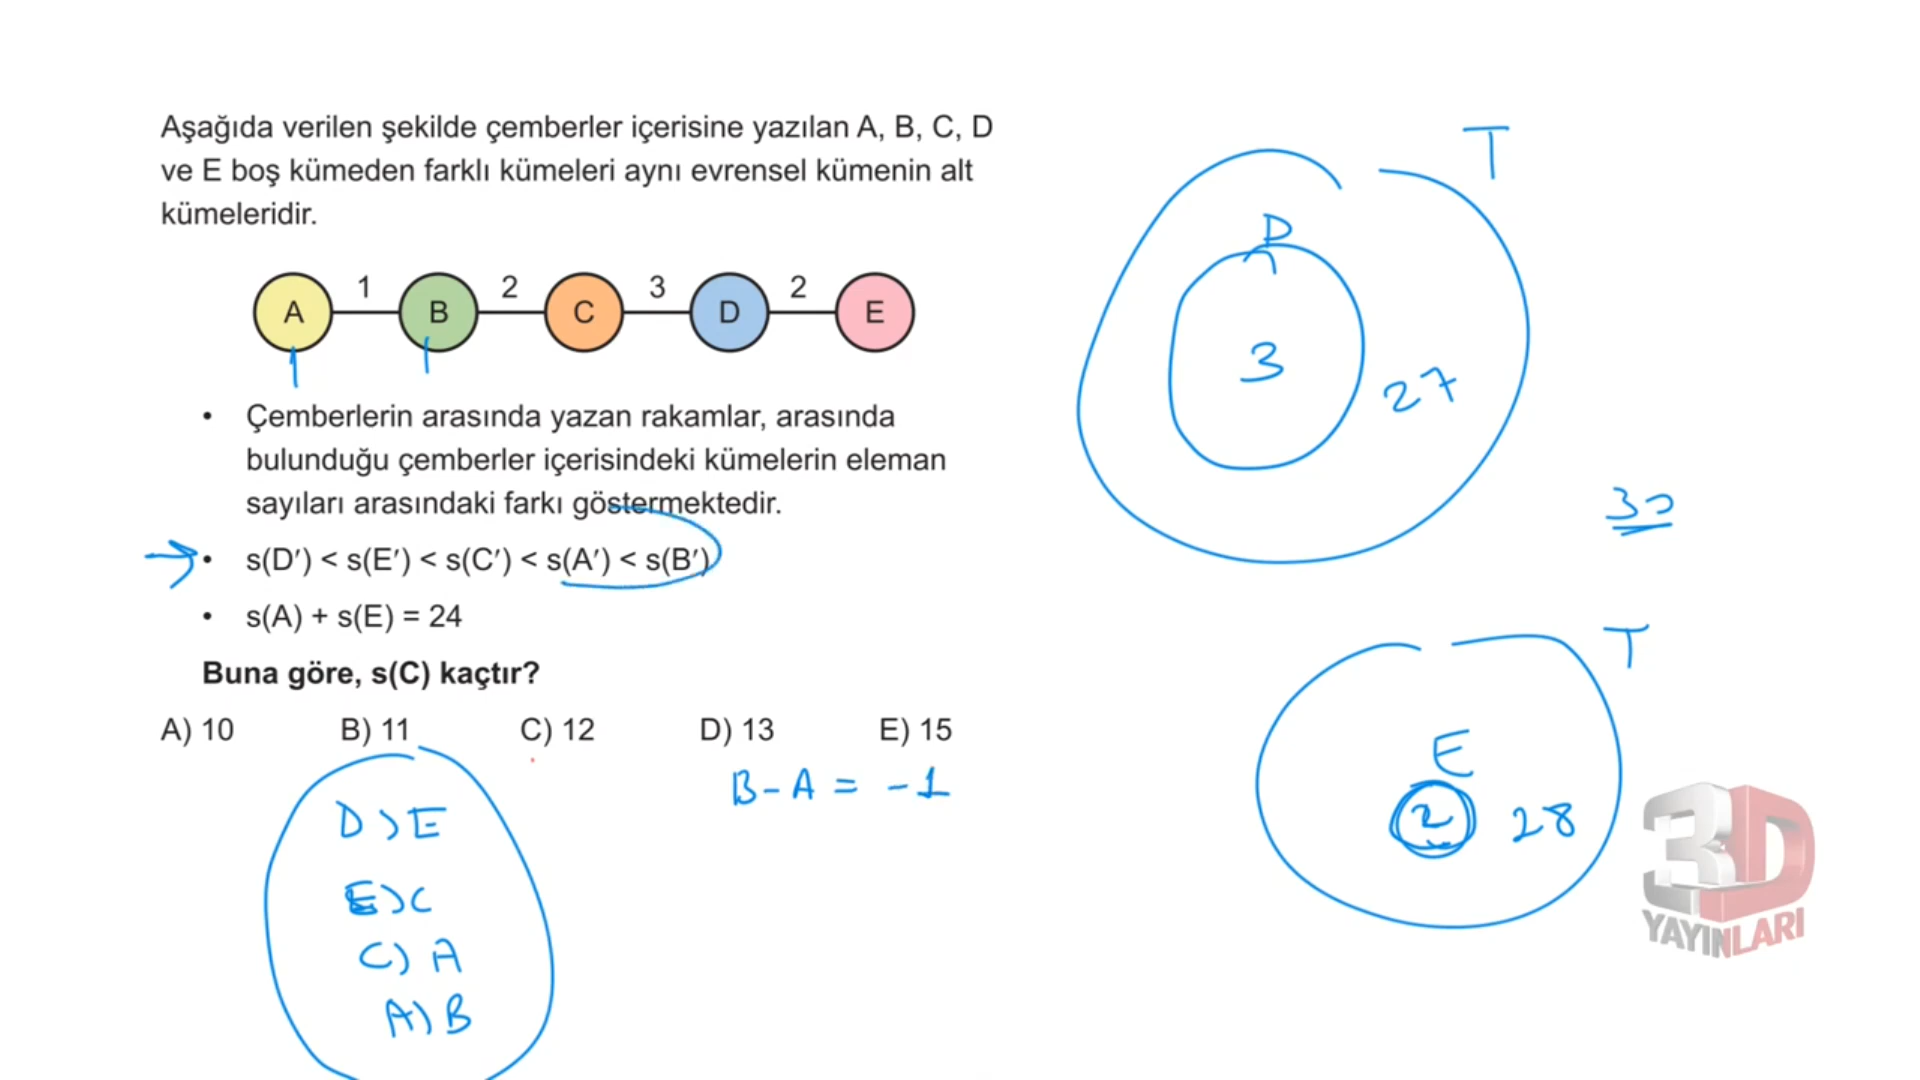 Aşağıda verilen şekilde çemberler içerisine yazılan A, B, C, D
ve E boş kümeden farklı kümeleri aynı evrensel kümenin alt
kümeleridir.
A 1 B 2 C 3 D 2 E
• Çemberlerin arasında yazan rakamlar, arasında
bulunduğu çemberler içerisindeki kümelerin eleman
sayıları arasındaki farkı göstermektedir.
• s(D′) < s(E′) < s(C′) < s(A′) < s(B′)
• s(A) + s(E) = 24
Buna göre, s(C) kaçtır?
A) 10 B) 11 C) 12 D) 13 E) 15
B - A = - 1
D > E
E > C
C > A
A > B
T
D
3
27
30
T
E
2 28
3D
YAYINLARI